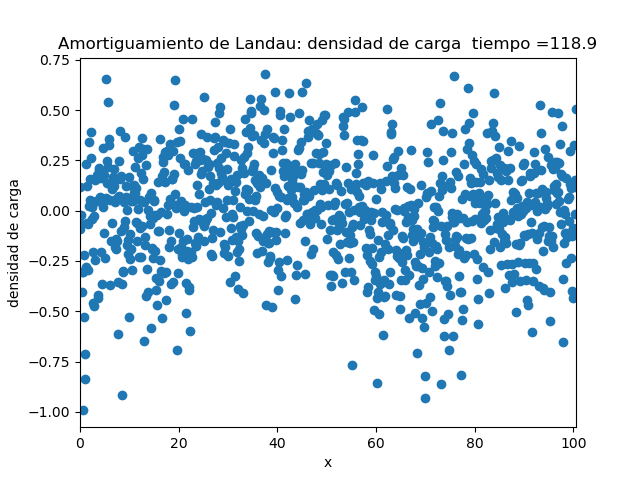 Amortiguamiento de Landau: densidad de carga  tiempo =118.9
0.75
0.50
0.25
0.00
−0.25
−0.50
−0.75
−1.00
densidad de carga
0 20 40 60 80 100
x